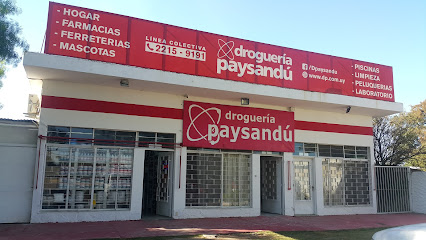 - HOGAR
- FARMACIAS
- FERRETERIAS
- MASCOTAS
LINEA COLECTIVA
2215 - 9191
droguería
paysandú
/Dpaysandu
www.dp.com.uy
- PISCINAS
- LIMPIEZA
- PELUQUERIAS
- LABORATORIO
droguería
paysandú